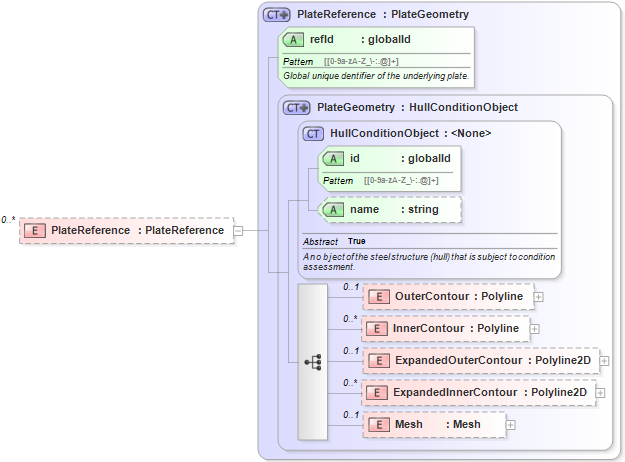 CT PlateReference : PlateGeometry
A refId : globalId
Pattern [[0-9a-zA-Z_\-:.@]+]
Global unique dentifier of the underlying plate.
CT PlateGeometry : HullConditionObject
CT HullConditionObject : <None>
A id : globalId
Pattern [[0-9a-zA-Z_\-:.@]+]
A name : string
Abstract True
An object of the steel structure (hull) that is subject to condition
assessment.
0..*
E PlateReference : PlateReference
0..1
E OuterContour : Polyline
0..*
E InnerContour : Polyline
0..1
E ExpandedOuterContour : Polyline2D
0..*
E ExpandedInnerContour : Polyline2D
0..1
E Mesh : Mesh